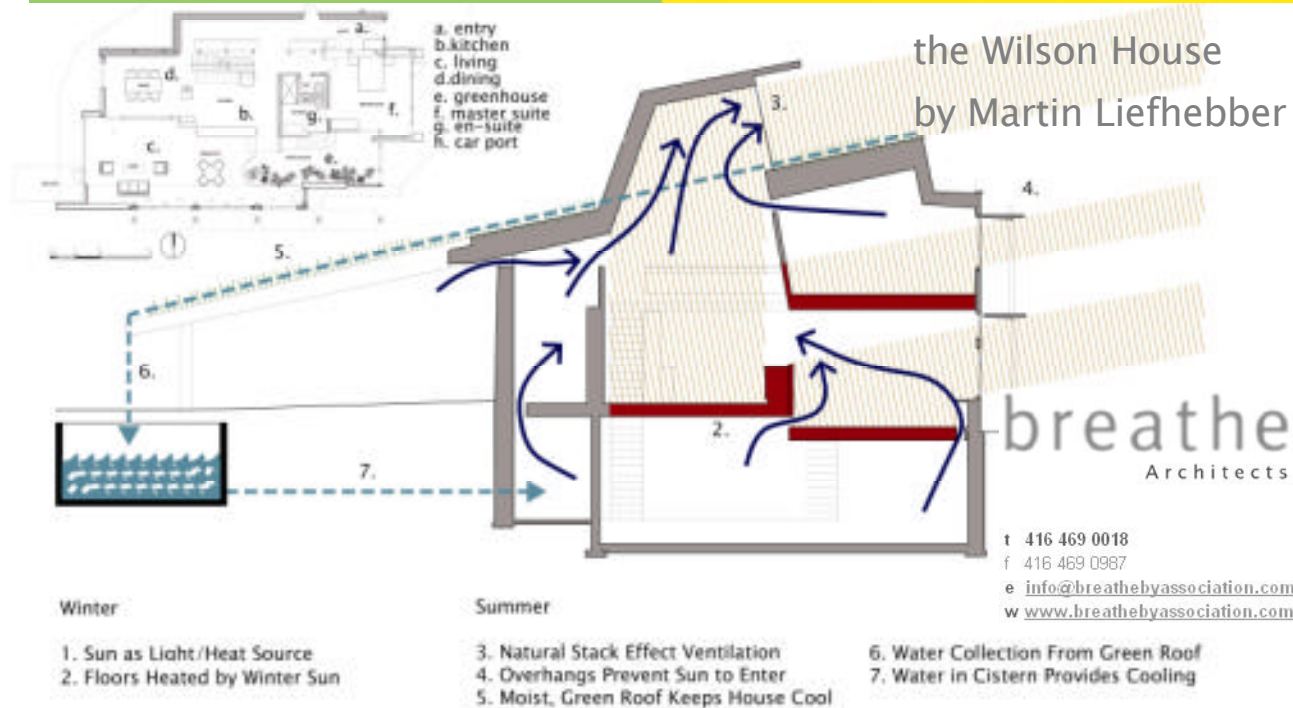 a. entry
b.kitchen
c. living
d.dining
e. greenhouse
f. master suite
g. en-suite
h. car port
a.
d.
b.
g.
f.
c.
e.
the Wilson House
by Martin Liefhebber
3.
4.
5.
6.
2.
7.
breathe
Architects
t 416 469 0018
f 416 469 0987
e info@breathebyassociation.com
w www.breathebyassociation.com
Winter
1. Sun as Light/Heat Source
2. Floors Heated by Winter Sun
Summer
3. Natural Stack Effect Ventilation
4. Overhangs Prevent Sun to Enter
5. Moist, Green Roof Keeps House Cool
6. Water Collection From Green Roof
7. Water in Cistern Provides Cooling